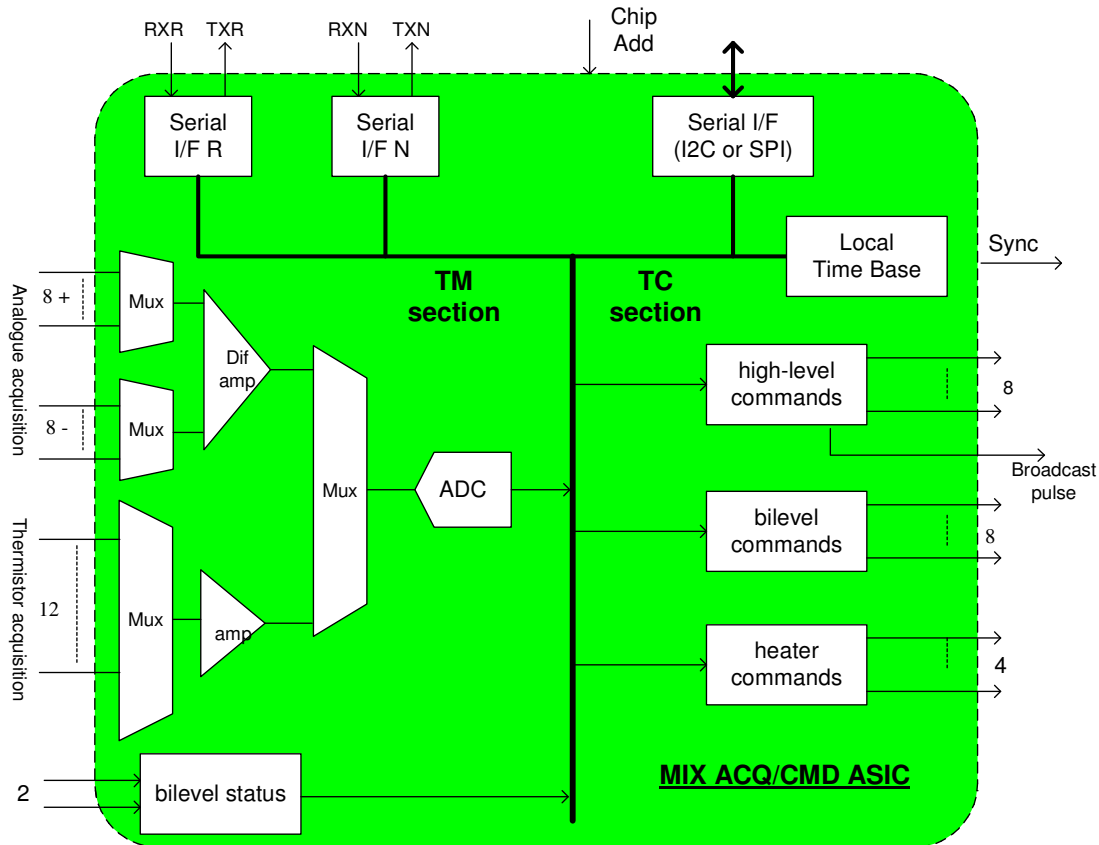 RXR
TXR
RXN
TXN
Chip
Add
Serial
I/F R
Serial
I/F N
Serial I/F
(I2C or SPI)
Local
Time Base
Sync
TM
section
TC
section
Analogue acquisition
8 +
Mux
8 -
Mux
Dif
amp
Mux
ADC
high-level
commands
8
Broadcast
pulse
bilevel
commands
8
Thermistor acquisition
12
Mux
amp
heater
commands
4
2
bilevel status
MIX ACQ/CMD ASIC